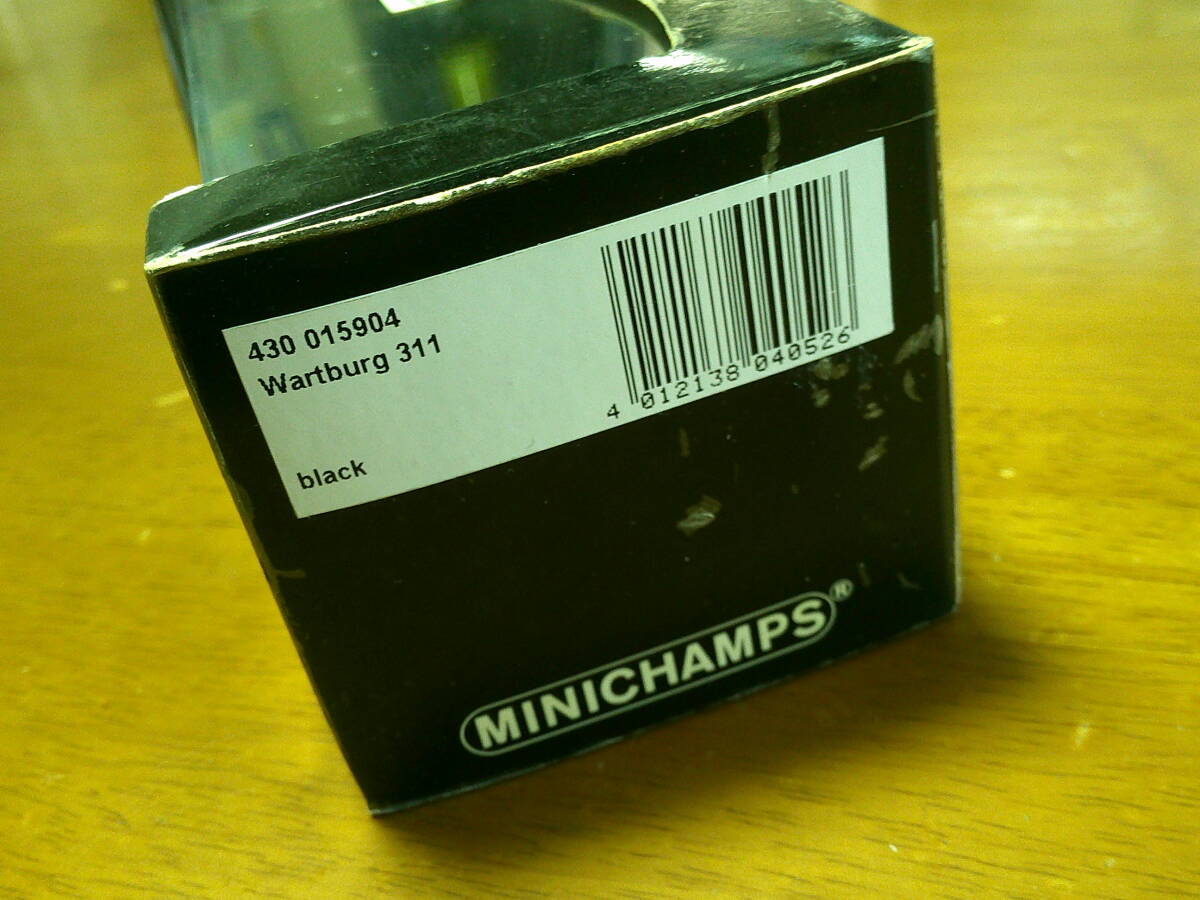 430 015904
Wartburg 311
black
4 012138 040526
MINICHAMPS®